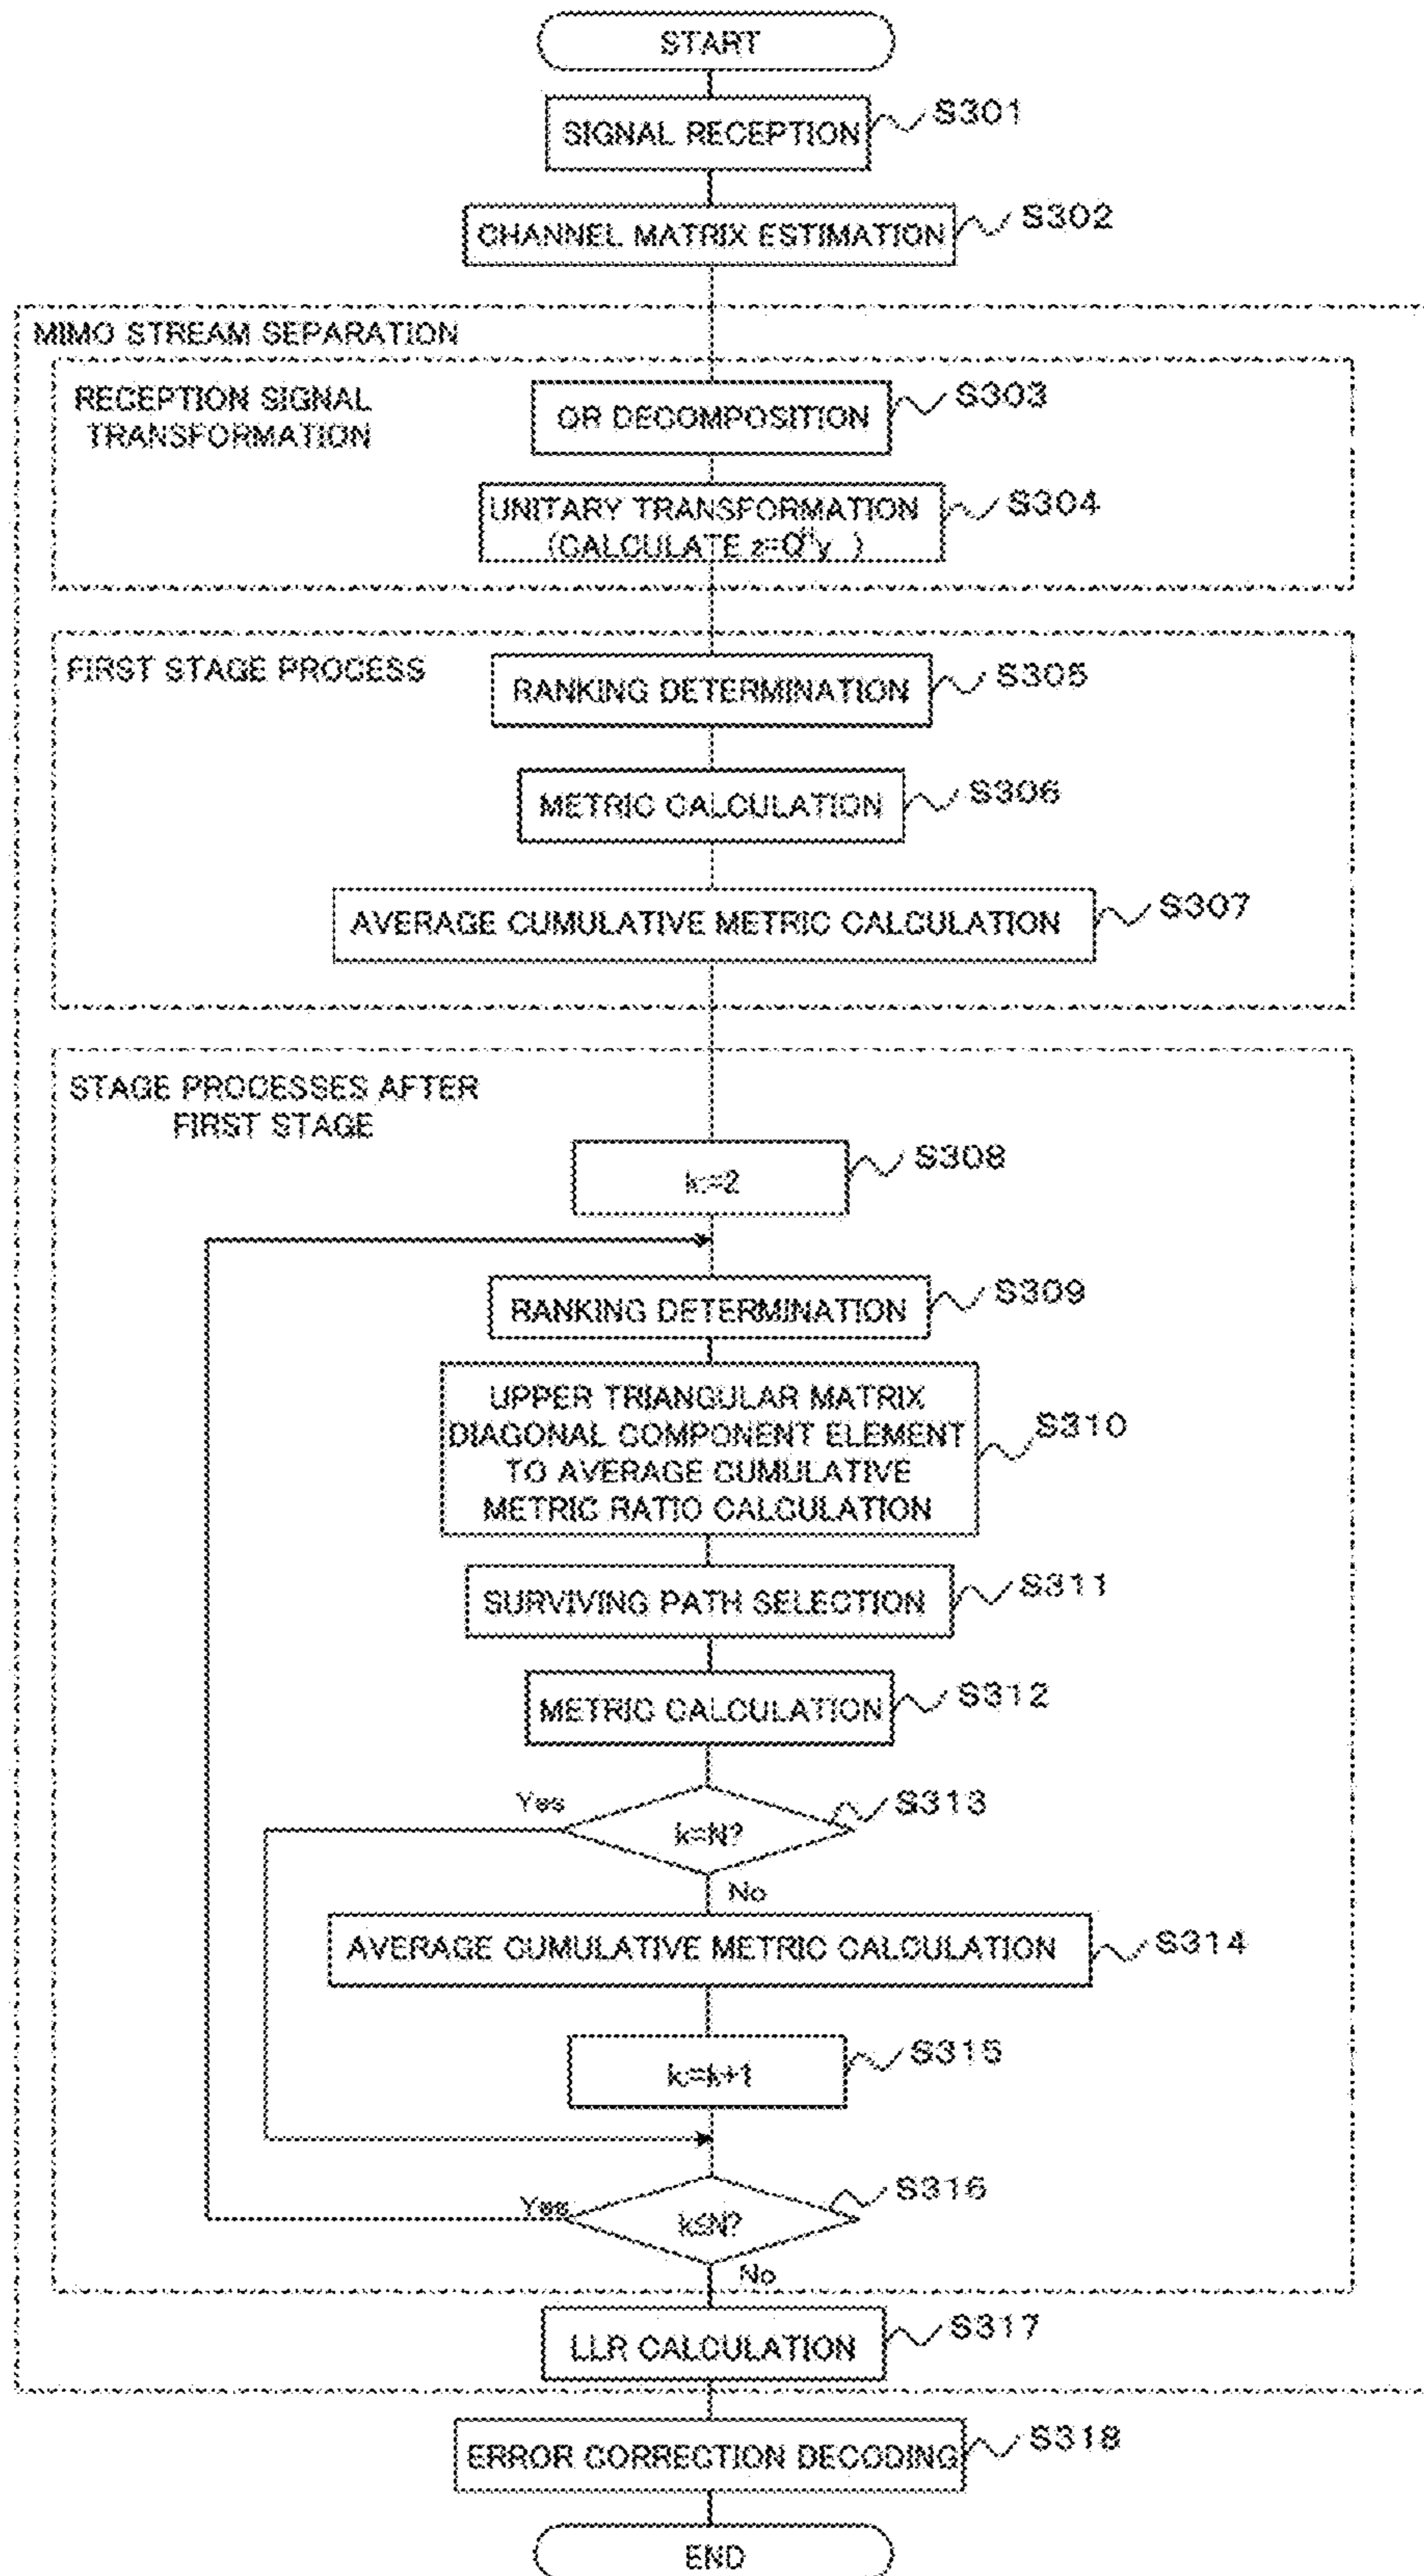 START
SIGNAL RECEPTION
S301
CHANNEL MATRIX ESTIMATION
S302
MIMO STREAM SEPARATION
RECEPTION SIGNAL
TRANSFORMATION
QR DECOMPOSITION
S303
UNITARY TRANSFORMATION
(CALCULATE z=Q^H y )
S304
FIRST STAGE PROCESS
RANKING DETERMINATION
S305
METRIC CALCULATION
S306
AVERAGE CUMULATIVE METRIC CALCULATION
S307
STAGE PROCESSES AFTER
FIRST STAGE
k:=2
S308
RANKING DETERMINATION
S309
UPPER TRIANGULAR MATRIX
DIAGONAL COMPONENT ELEMENT
TO AVERAGE CUMULATIVE
METRIC RATIO CALCULATION
S310
SURVIVING PATH SELECTION
S311
METRIC CALCULATION
S312
Yes
k=N?
S313
No
AVERAGE CUMULATIVE METRIC CALCULATION
S314
k:=k+1
S315
Yes
k≤N?
S316
No
LLR CALCULATION
S317
ERROR CORRECTION DECODING
S318
END